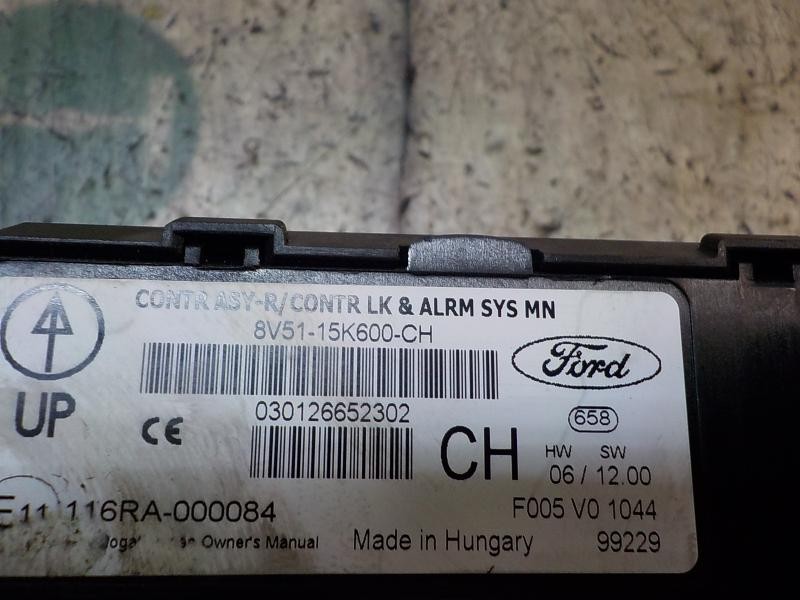 CONTR ASY-R/CONTR LK & ALRM SYS MN
8V51-15K600-CH
Ford
UP
CE
030126652302
CH
658
HW SW
06 / 12.00
E11 116RA-000084
F005 V0 1044
Owner's Manual
Made in Hungary
99229